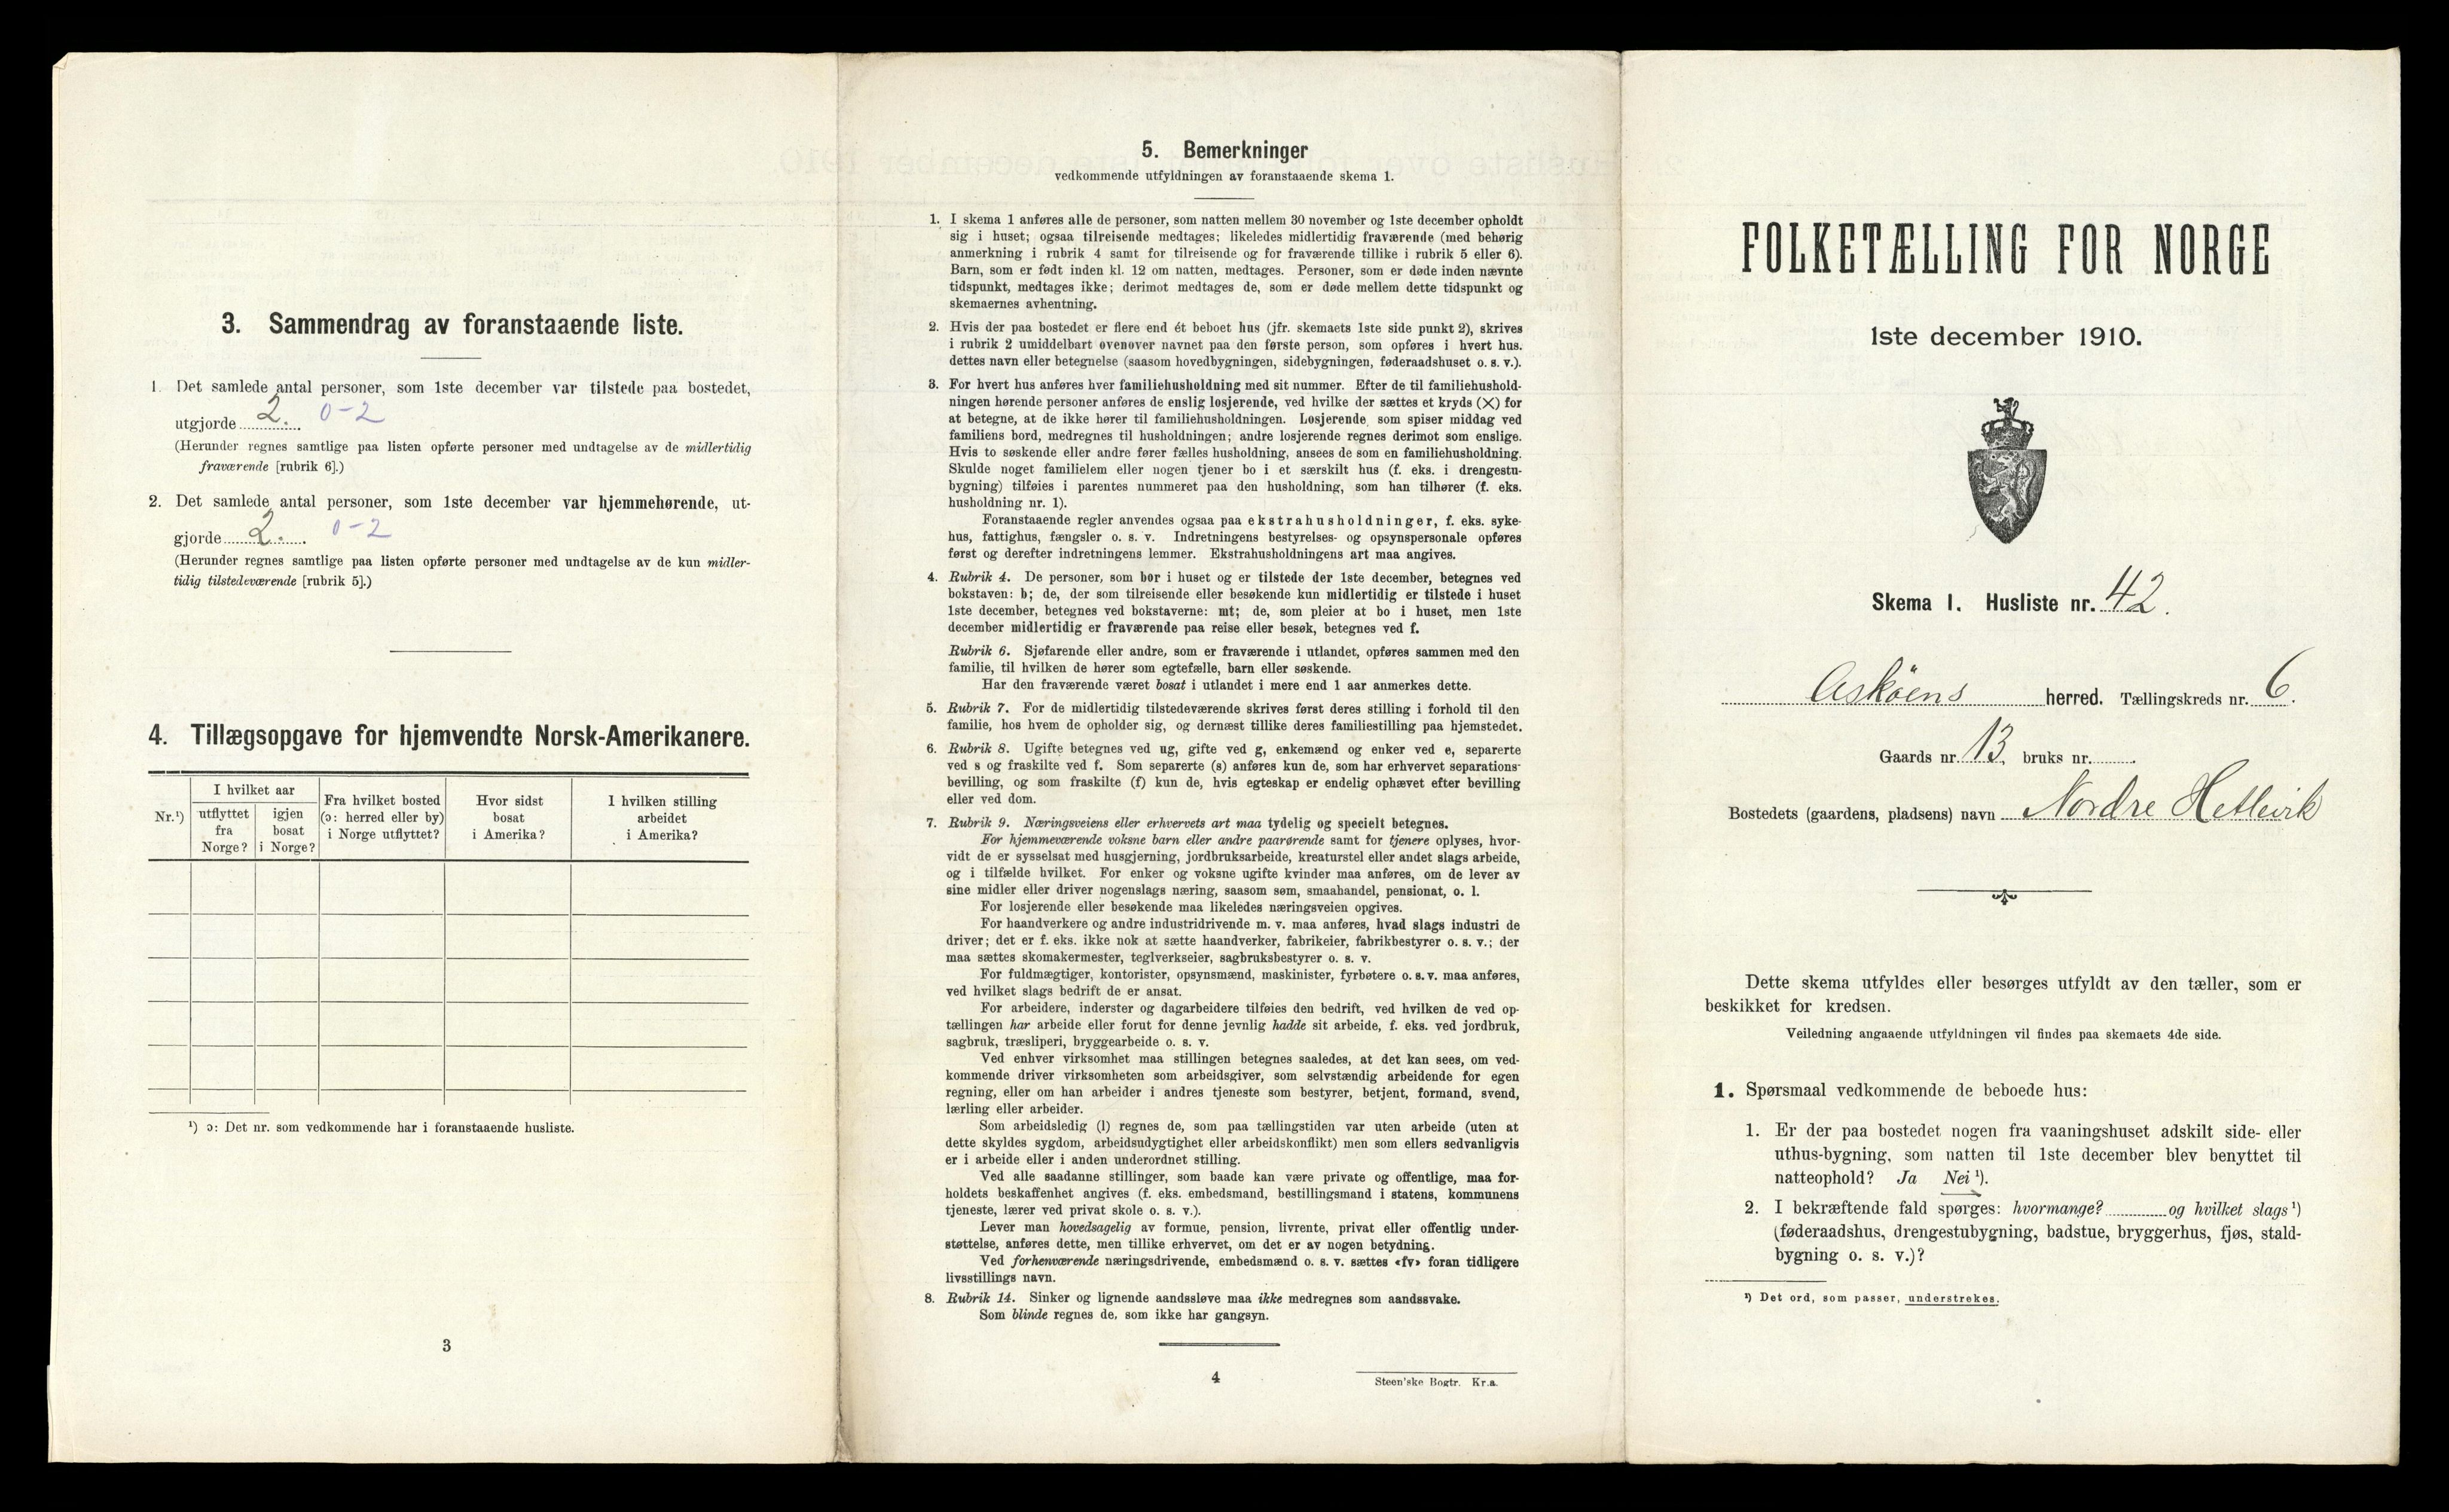 3. Sammendrag av foranstaaende liste.
1. Det samlede antal personer, som 1ste december var tilstede paa bostedet,
utgjorde 2. 0-2
(Herunder regnes samtlige paa listen opførte personer med undtagelse av de midlertidig
fraværende [rubrik 6].)
2. Det samlede antal personer, som 1ste december var hjemmehørende, ut-
gjorde 2. 0-2
(Herunder regnes samtlige paa listen opførte personer med undtagelse av de kun midler-
tidig tilstedeværende [rubrik 5].)
4. Tillægsopgave for hjemvendte Norsk-Amerikanere.
Nr.¹)
I hvilket aar
utflyttet
fra
Norge?
igjen
bosat
i Norge?
Fra hvilket bosted
(ɔ: herred eller by)
i Norge utflyttet?
Hvor sidst
bosat
i Amerika?
I hvilken stilling
arbeidet
i Amerika?
¹) ɔ: Det nr. som vedkommende har i foranstaaende husliste.
3
5. Bemerkninger
vedkommende utfyldningen av foranstaaende skema 1.
1. I skema 1 anføres alle de personer, som natten mellem 30 november og 1ste december opholdt
sig i huset; ogsaa tilreisende medtages; likeledes midlertidig fraværende (med behørig
anmerkning i rubrik 4 samt for tilreisende og for fraværende tillike i rubrik 5 eller 6).
Barn, som er født inden kl. 12 om natten, medtages. Personer, som er døde inden nævnte
tidspunkt, medtages ikke; derimot medtages de, som er døde mellem dette tidspunkt og
skemaernes avhentning.
2. Hvis der paa bostedet er flere end ét beboet hus (jfr. skemaets 1ste side punkt 2), skrives
i rubrik 2 umiddelbart ovenover navnet paa den første person, som opføres i hvert hus.
dettes navn eller betegnelse (saasom hovedbygningen, sidebygningen, føderaadshuset o. s. v.).
3. For hvert hus anføres hver familiehusholdning med sit nummer. Efter de til familiehushold-
ningen hørende personer anføres de enslig losjerende, ved hvilke der sættes et kryds (✕) for
at betegne, at de ikke hører til familiehusholdningen. Losjerende som spiser middag ved
familiens bord, medregnes til husholdningen; andre losjerende regnes derimot som enslige.
Hvis to søskende eller andre fører fælles husholdning, ansees de som en familiehusholdning.
Skulde noget familielem eller nogen tjener bo i et særskilt hus (f. eks. i drengestu-
bygning) tilføies i parentes nummeret paa den husholdning, som han tilhører (f. eks.
husholdning nr. 1).
Foranstaaende regler anvendes ogsaa paa ekstrahusholdninger, f. eks. syke-
hus, fattighus, fængsler o. s. v. Indretningens bestyrelses- og opsynspersonale opføres
først og derefter indretningens lemmer. Ekstrahusholdningens art maa angives.
4. Rubrik 4. De personer, som bor i huset og er tilstede der 1ste december, betegnes ved
bokstaven: b; de, der som tilreisende eller besøkende kun midlertidig er tilstede i huset
1ste december, betegnes ved bokstaverne: mt; de, som pleier at bo i huset, men 1ste
december midlertidig er fraværende paa reise eller besøk, betegnes ved f.
Rubrik 6. Sjøfarende eller andre, som er fraværende i utlandet, opføres sammen med den
familie, til hvilken de hører som egtefælle, barn eller søskende.
Har den fraværende været bosat i utlandet i mere end 1 aar anmerkes dette.
5. Rubrik 7. For de midlertidig tilstedeværende skrives først deres stilling i forhold til den
familie, hos hvem de opholder sig, og dernæst tillike deres familiestilling paa hjemstedet.
6. Rubrik 8. Ugifte betegnes ved ug, gifte ved g, enkemænd og enker ved e, separerte
ved s og fraskilte ved f. Som separerte (s) anføres kun de, som har erhvervet separations-
bevilling, og som fraskilte (f) kun de, hvis egteskap er endelig ophævet efter bevilling
eller ved dom.
7. Rubrik 9. Næringsveiens eller erhvervets art maa tydelig og specielt betegnes.
For hjemmeværende voksne barn eller andre paarørende samt for tjenere oplyses, hvor-
vidt de er sysselsat med husgjerning, jordbruksarbeide, kreaturstel eller andet slags arbeide,
og i tilfælde hvilket. For enker og voksne ugifte kvinder maa anføres, om de lever av
sine midler eller driver nogenslags næring, saasom søm, smaahandel, pensionat, o. l.
For losjerende eller besøkende maa likeledes næringsveien opgives.
For haandverkere og andre industridrivende m. v. maa anføres, hvad slags industri de
driver; det er f. eks. ikke nok at sætte haandverker, fabrikeier, fabrikbestyrer o. s. v.; der
maa sættes skomakermester, teglverkseier, sagbruksbestyrer o. s. v.
For fuldmægtiger, kontorister, opsynsmænd, maskinister, fyrbøtere o. s. v. maa anføres,
ved hvilket slags bedrift de er ansat.
For arbeidere, inderster og dagarbeidere tilføies den bedrift, ved hvilken de ved op-
tællingen har arbeide eller forut for denne jevnlig hadde sit arbeide, f. eks. ved jordbruk,
sagbruk, træsliperi, bryggearbeide o. s. v.
Ved enhver virksomhet maa stillingen betegnes saaledes, at det kan sees, om ved-
kommende driver virksomheten som arbeidsgiver, som selvstændig arbeidende for egen
regning, eller om han arbeider i andres tjeneste som bestyrer, betjent, formand, svend,
lærling eller arbeider.
Som arbeidsledig (l) regnes de, som paa tællingstiden var uten arbeide (uten at
dette skyldes sygdom, arbeidsudygtighet eller arbeidskonflikt) men som ellers sedvanligvis
er i arbeide eller i anden underordnet stilling.
Ved alle saadanne stillinger, som baade kan være private og offentlige, maa for-
holdets beskaffenhet angives (f. eks. embedsmand, bestillingsmand i statens, kommunens
tjeneste, lærer ved privat skole o. s. v.).
Lever man hovedsagelig av formue, pension, livrente, privat eller offentlig under-
støttelse, anføres dette, men tillike erhvervet, om det er av nogen betydning.
Ved forhenværende næringsdrivende, embedsmænd o. s. v. sættes «fv» foran tidligere
livsstillings navn.
8. Rubrik 14. Sinker og lignende aandssløve maa ikke medregnes som aandssvake.
Som blinde regnes de, som ikke har gangsyn.
4
Steen'ske Bogtr. Kr.a.
FOLKETÆLLING FOR NORGE
1ste december 1910.
Skema 1. Husliste nr. 42.
Asköens herred. Tællingskreds nr. 6.
Gaards nr. 13, bruks nr.
Bostedets (gaardens, pladsens) navn Nordre Hetlevik
Dette skema utfyldes eller besørges utfyldt av den tæller, som er
beskikket for kredsen.
Veiledning angaaende utfyldningen vil findes paa skemaets 4de side.
1. Spørsmaal vedkommende de beboede hus:
1. Er der paa bostedet nogen fra vaaningshuset adskilt side- eller
uthus-bygning, som natten til 1ste december blev benyttet til
natteophold? Ja Nei ¹).
2. I bekræftende fald spørges: hvormange? og hvilket slags ¹)
(føderaadshus, drengestubygning, badstue, bryggerhus, fjøs, stald-
bygning o. s. v.)?
¹) Det ord, som passer, understrekes.